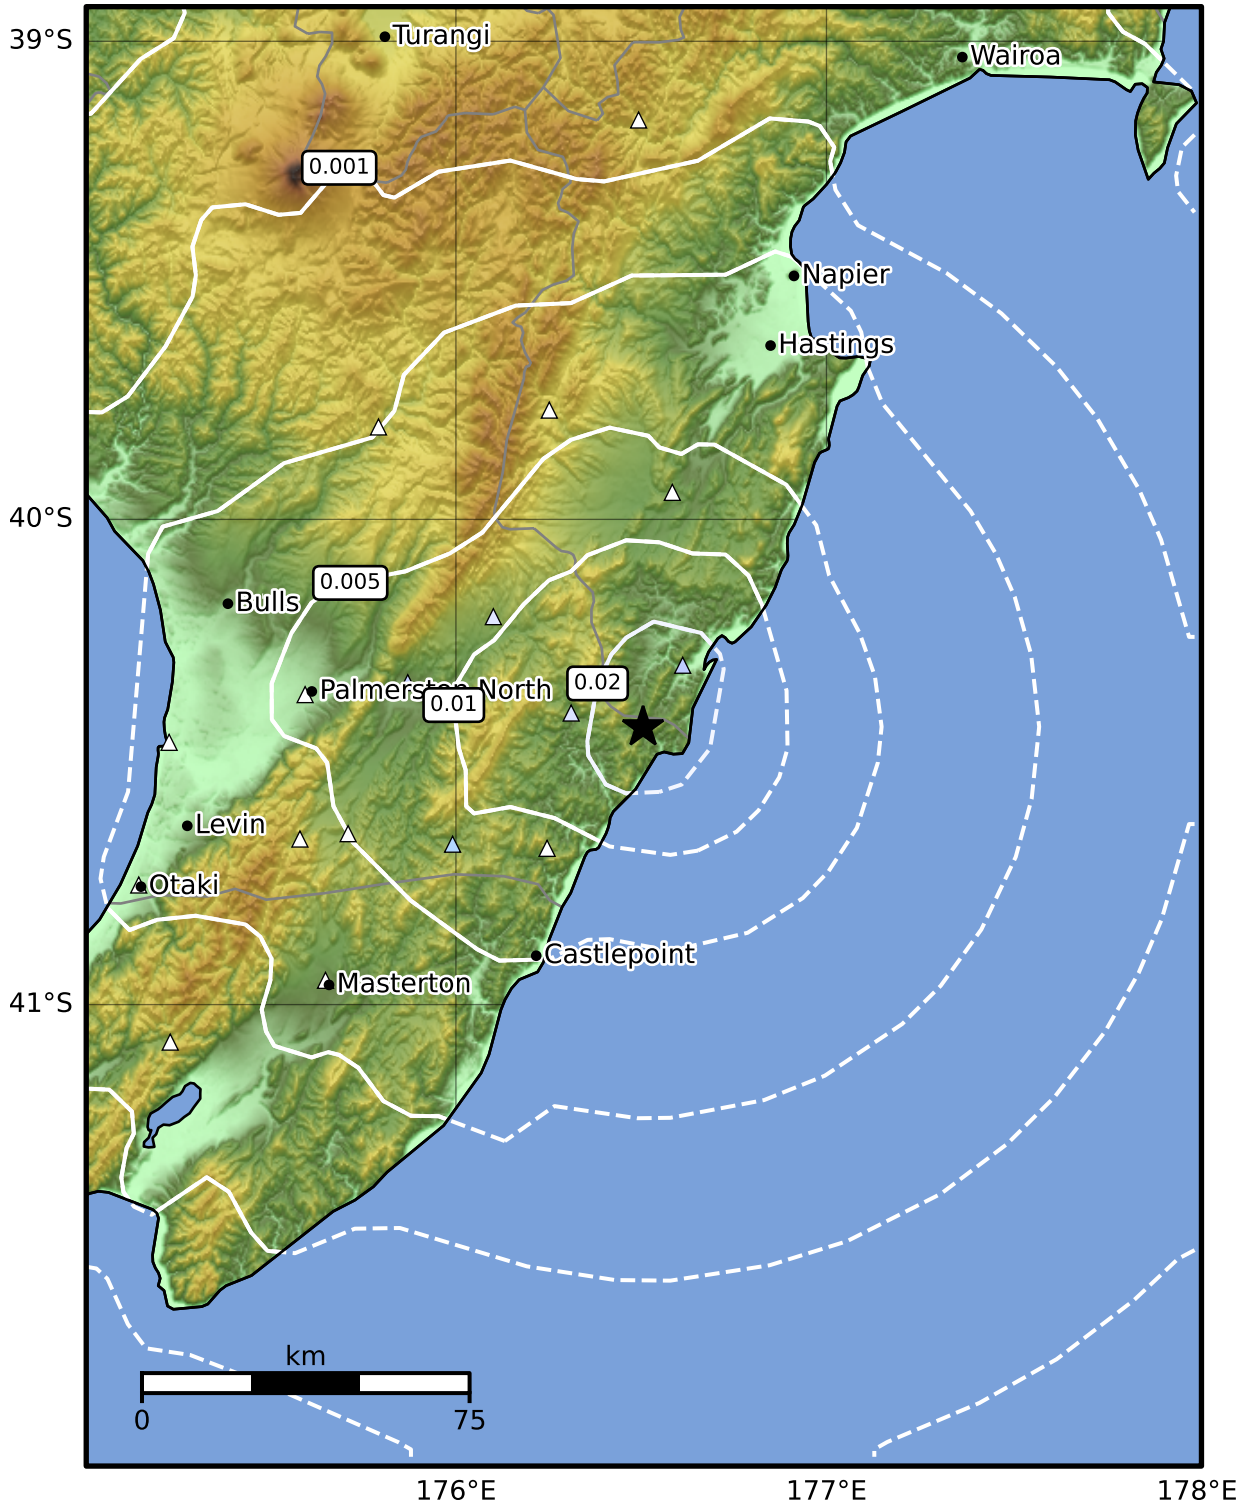 39°S
Turangi
Wairoa
0.001
Napier
Hastings
40°S
0.005
Bulls
Palmerston North
0.02
0.01
Levin
Otaki
Castlepoint
Masterton
41°S
km
0
75
176°E
177°E
178°E